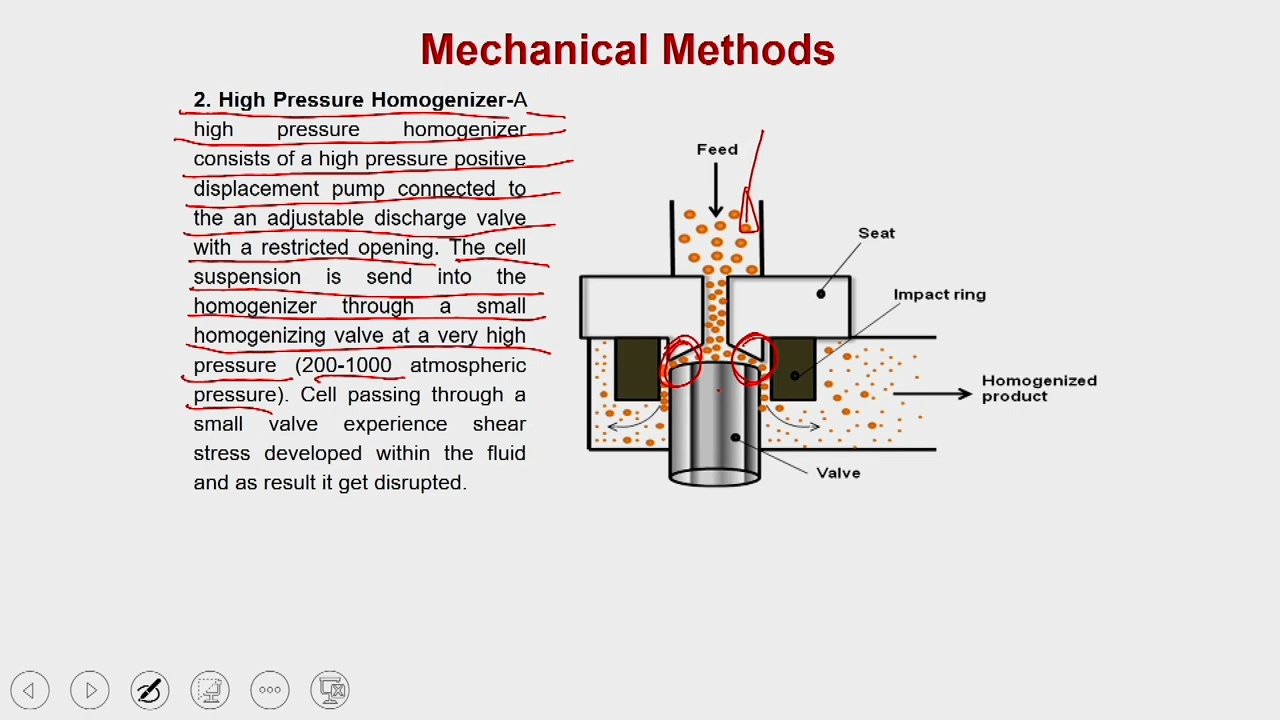 Mechanical Methods
2. High Pressure Homogenizer-A
high pressure homogenizer
consists of a high pressure positive
displacement pump connected to
the an adjustable discharge valve
with a restricted opening. The cell
suspension is send into the
homogenizer through a small
homogenizing valve at a very high
pressure (200-1000 atmospheric
pressure). Cell passing through a
small valve experience shear
stress developed within the fluid
and as result it get disrupted.
Feed
Seat
Impact ring
Homogenized
product
Valve